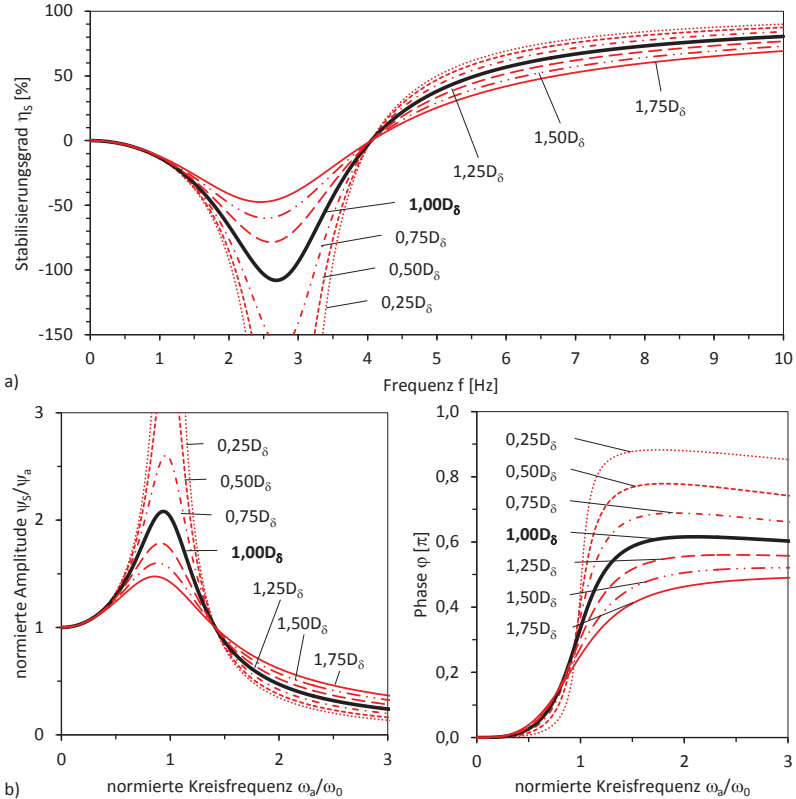 Stabilisierungsgrad ηS [%]
100
50
0
-50
-100
-150
0 1 2 3 4 5 6 7 8 9 10
Frequenz f [Hz]
1,75Dδ
1,50Dδ
1,25Dδ
1,00Dδ
0,75Dδ
0,50Dδ
0,25Dδ
a)
normierte Amplitude ψS/ψa
3
2
1
0
0 1 2 3
normierte Kreisfrequenz ωa/ω0
0,25Dδ
0,50Dδ
0,75Dδ
1,00Dδ
1,25Dδ
1,50Dδ
1,75Dδ
b)
Phase φ [π]
1,0
0,8
0,6
0,4
0,2
0,0
0 1 2 3
normierte Kreisfrequenz ωa/ω0
0,25Dδ
0,50Dδ
0,75Dδ
1,00Dδ
1,25Dδ
1,50Dδ
1,75Dδ